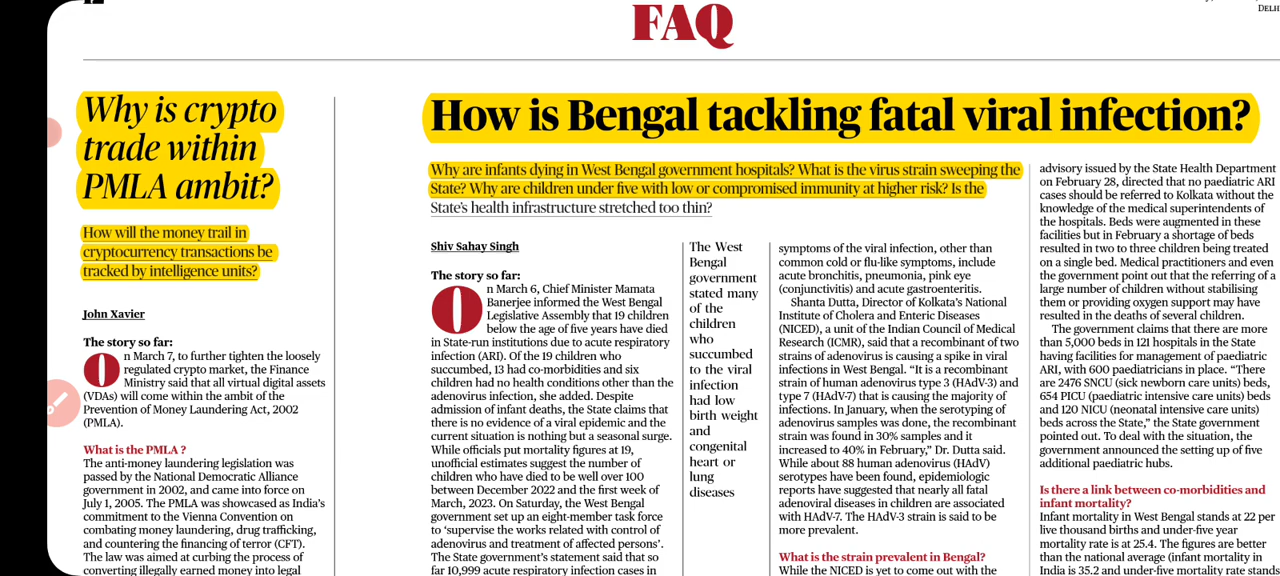 12
DELH
FAQ
Why is crypto
trade within
PMLA ambit?
How will the money trail in
cryptocurrency transactions be
tracked by intelligence units?
John Xavier
The story so far:
On March 7, to further tighten the loosely
regulated crypto market, the Finance
Ministry said that all virtual digital assets
(VDAs) will come within the ambit of the
Prevention of Money Laundering Act, 2002
(PMLA).
What is the PMLA ?
The anti-money laundering legislation was
passed by the National Democratic Alliance
government in 2002, and came into force on
July 1, 2005. The PMLA was showcased as India's
commitment to the Vienna Convention on
combating money laundering, drug trafficking,
and countering the financing of terror (CFT).
The law was aimed at curbing the process of
converting illegally earned money into legal
How is Bengal tackling fatal viral infection?
Why are infants dying in West Bengal government hospitals? What is the virus strain sweeping the
State? Why are children under five with low or compromised immunity at higher risk? Is the
State's health infrastructure stretched too thin?
Shiv Sahay Singh
The story so far:
On March 6, Chief Minister Mamata
Banerjee informed the West Bengal
Legislative Assembly that 19 children
below the age of five years have died
in State-run institutions due to acute respiratory
infection (ARI). Of the 19 children who
succumbed, 13 had co-morbidities and six
children had no health conditions other than the
adenovirus infection, she added. Despite
admission of infant deaths, the State claims that
there is no evidence of a viral epidemic and the
current situation is nothing but a seasonal surge.
While officials put mortality figures at 19,
unofficial estimates suggest the number of
children who have died to be well over 100
between December 2022 and the first week of
March, 2023. On Saturday, the West Bengal
government set up an eight-member task force
to 'supervise the works related with control of
adenovirus and treatment of affected persons'.
The State government's statement said that so
far 10,999 acute respiratory infection cases in
The West
Bengal
government
stated many
of the
children
who
succumbed
to the viral
infection
had low
birth weight
and
congenital
heart or
lung
diseases
symptoms of the viral infection, other than
common cold or flu-like symptoms, include
acute bronchitis, pneumonia, pink eye
(conjunctivitis) and acute gastroenteritis.
Shanta Dutta, Director of Kolkata's National
Institute of Cholera and Enteric Diseases
(NICED), a unit of the Indian Council of Medical
Research (ICMR), said that a recombinant of two
strains of adenovirus is causing a spike in viral
infections in West Bengal. "It is a recombinant
strain of human adenovirus type 3 (HAdV-3) and
type 7 (HAdV-7) that is causing the majority of
infections. In January, when the serotyping of
adenovirus samples was done, the recombinant
strain was found in 30% samples and it
increased to 40% in February," Dr. Dutta said.
While about 88 human adenovirus (HAdV)
serotypes have been found, epidemiologic
reports have suggested that nearly all fatal
adenoviral diseases in children are associated
with HAdV-7. The HAdV-3 strain is said to be
more prevalent.
What is the strain prevalent in Bengal?
While the NICED is yet to come out with the
advisory issued by the State Health Department
on February 28, directed that no paediatric ARI
cases should be referred to Kolkata without the
knowledge of the medical superintendents of
the hospitals. Beds were augmented in these
facilities but in February a shortage of beds
resulted in two to three children being treated
on a single bed. Medical practitioners and even
the government point out that the referring of a
large number of children without stabilising
them or providing oxygen support may have
resulted in the deaths of several children.
The government claims that there are more
than 5,000 beds in 121 hospitals in the State
having facilities for management of paediatric
ARI, with 600 paediatricians in place. "There
are 2476 SNCU (sick newborn care units) beds,
654 PICU (paediatric intensive care units) beds
and 120 NICU (neonatal intensive care units)
beds across the State," the State government
pointed out. To deal with the situation, the
government announced the setting up of five
additional paediatric hubs.
Is there a link between co-morbidities and
infant mortality?
Infant mortality in West Bengal stands at 22 per
live thousand births and under-five year
mortality rate is at 25.4. The figures are better
than the national average (infant mortality in
India is 35.2 and under-five mortality rate stands